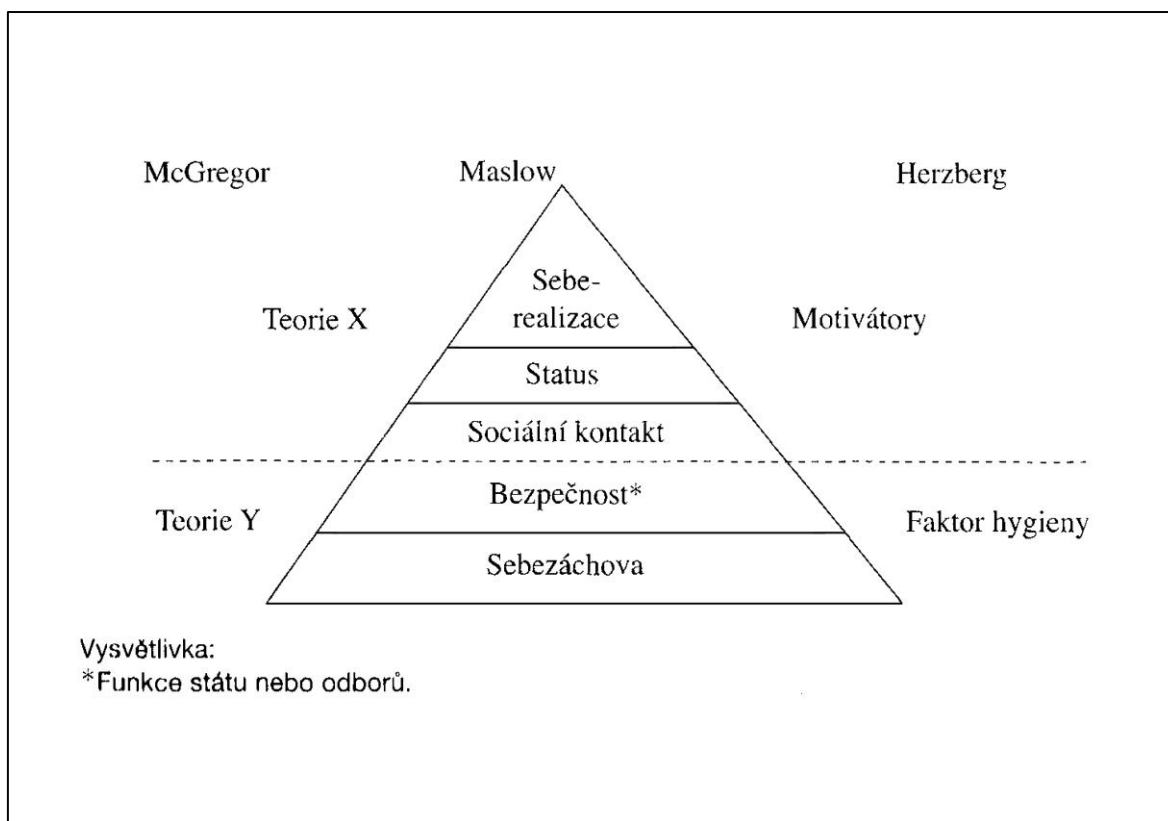 McGregor Maslow Herzberg
Sebe-
realizace
Teorie X Motivátory
Status
Sociální kontakt
Bezpečnost*
Teorie Y Faktor hygieny
Sebezáchova
Vysvětlivka:
*Funkce státu nebo odborů.